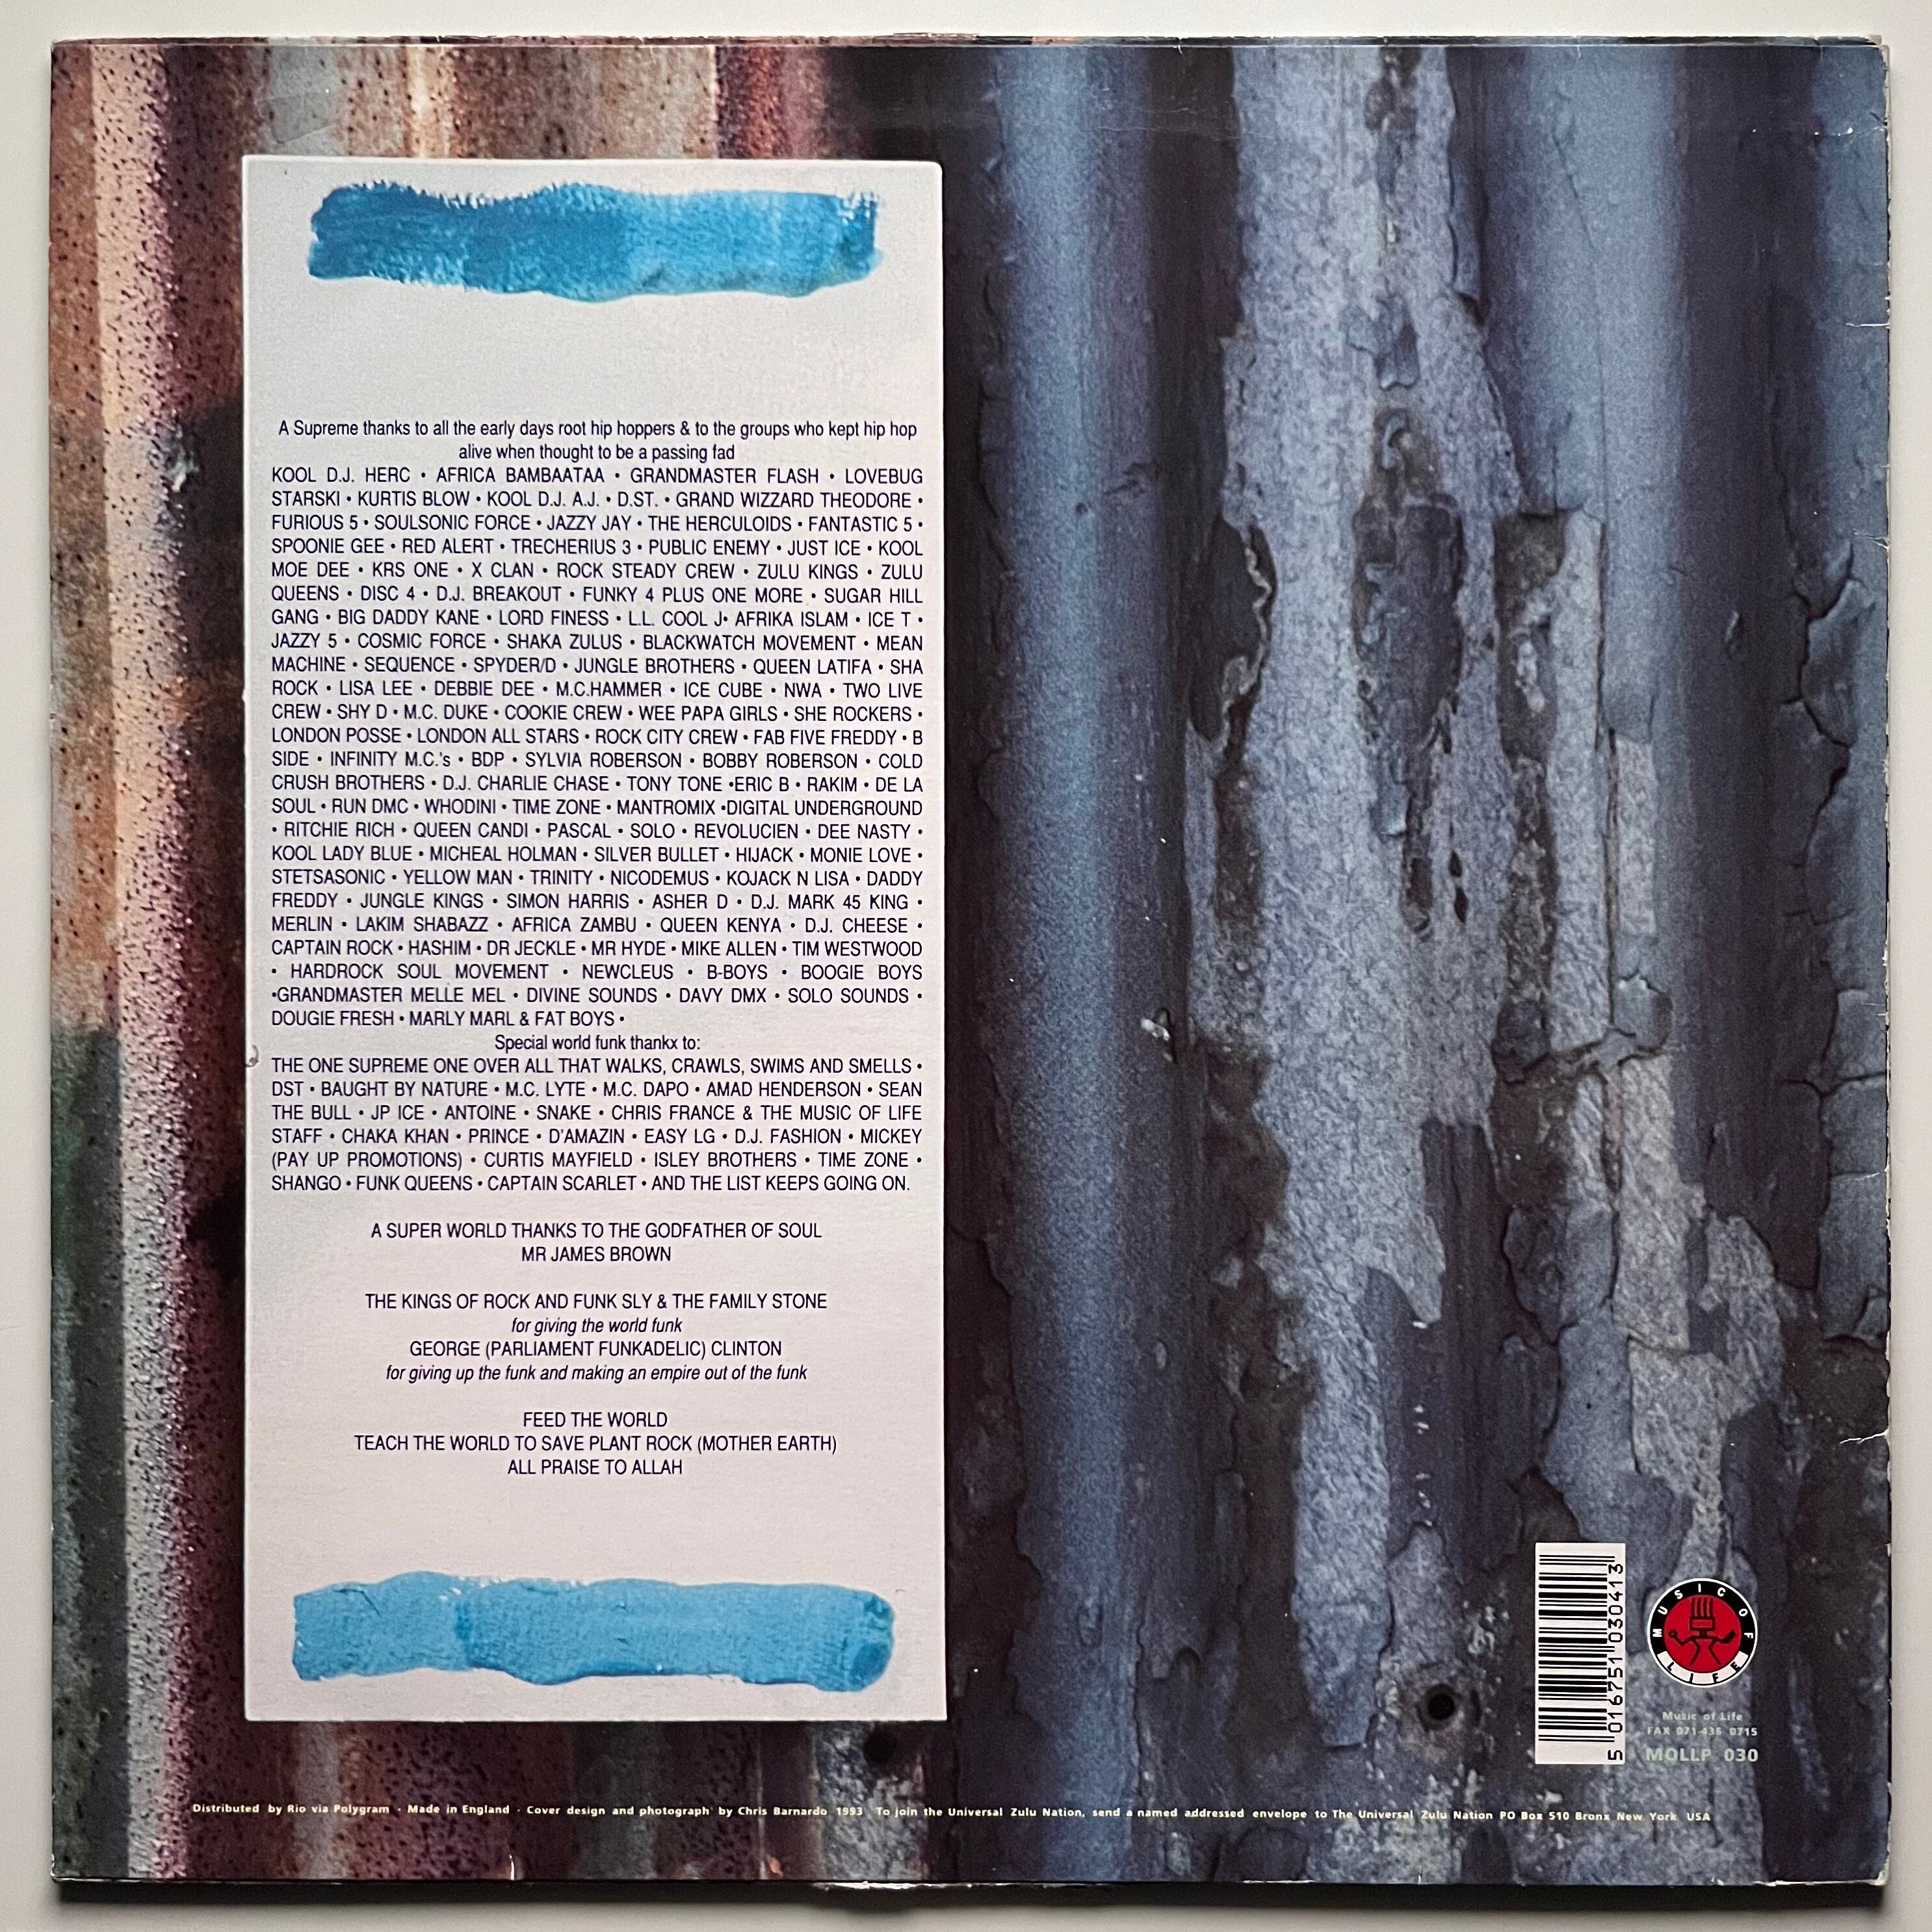 A Supreme thanks to all the early days root hip hoppers & to the groups who kept hip hop
alive when thought to be a passing fad
KOOL D.J. HERC • AFRICA BAMBAATAA • GRANDMASTER FLASH • LOVEBUG
STARSKI • KURTIS BLOW • KOOL D.J. A.J. • D.ST. • GRAND WIZZARD THEODORE •
FURIOUS 5 • SOULSONIC FORCE • JAZZY JAY • THE HERCULOIDS • FANTASTIC 5 •
SPOONIE GEE • RED ALERT • TRECHERIUS 3 • PUBLIC ENEMY • JUST ICE • KOOL
MOE DEE • KRS ONE • X CLAN • ROCK STEADY CREW • ZULU KINGS • ZULU
QUEENS • DISC 4 • D.J. BREAKOUT • FUNKY 4 PLUS ONE MORE • SUGAR HILL
GANG • BIG DADDY KANE • LORD FINESS • L.L. COOL J• AFRIKA ISLAM • ICE T •
JAZZY 5 • COSMIC FORCE • SHAKA ZULUS • BLACKWATCH MOVEMENT • MEAN
MACHINE • SEQUENCE • SPYDER/D • JUNGLE BROTHERS • QUEEN LATIFA • SHA
ROCK • LISA LEE • DEBBIE DEE • M.C.HAMMER • ICE CUBE • NWA • TWO LIVE
CREW • SHY D • M.C. DUKE • COOKIE CREW • WEE PAPA GIRLS • SHE ROCKERS •
LONDON POSSE • LONDON ALL STARS • ROCK CITY CREW • FAB FIVE FREDDY • B
SIDE • INFINITY M.C.'s • BDP • SYLVIA ROBERSON • BOBBY ROBERSON • COLD
CRUSH BROTHERS • D.J. CHARLIE CHASE • TONY TONE •ERIC B • RAKIM • DE LA
SOUL • RUN DMC • WHODINI • TIME ZONE • MANTROMIX •DIGITAL UNDERGROUND
• RITCHIE RICH • QUEEN CANDI • PASCAL • SOLO • REVOLUCIEN • DEE NASTY •
KOOL LADY BLUE • MICHEAL HOLMAN • SILVER BULLET • HIJACK • MONIE LOVE •
STETSASONIC • YELLOW MAN • TRINITY • NICODEMUS • KOJACK N LISA • DADDY
FREDDY • JUNGLE KINGS • SIMON HARRIS • ASHER D • D.J. MARK 45 KING •
MERLIN • LAKIM SHABAZZ • AFRICA ZAMBU • QUEEN KENYA • D.J. CHEESE •
CAPTAIN ROCK • HASHIM • DR JECKLE • MR HYDE • MIKE ALLEN • TIM WESTWOOD
• HARDROCK SOUL MOVEMENT • NEWCLEUS • B-BOYS • BOOGIE BOYS
•GRANDMASTER MELLE MEL • DIVINE SOUNDS • DAVY DMX • SOLO SOUNDS •
DOUGIE FRESH • MARLY MARL & FAT BOYS •
Special world funk thankx to:
THE ONE SUPREME ONE OVER ALL THAT WALKS, CRAWLS, SWIMS AND SMELLS •
DST • BAUGHT BY NATURE • M.C. LYTE • M.C. DAPO • AMAD HENDERSON • SEAN
THE BULL • JP ICE • ANTOINE • SNAKE • CHRIS FRANCE & THE MUSIC OF LIFE
STAFF • CHAKA KHAN • PRINCE • D'AMAZIN • EASY LG • D.J. FASHION • MICKEY
(PAY UP PROMOTIONS) • CURTIS MAYFIELD • ISLEY BROTHERS • TIME ZONE •
SHANGO • FUNK QUEENS • CAPTAIN SCARLET • AND THE LIST KEEPS GOING ON.
A SUPER WORLD THANKS TO THE GODFATHER OF SOUL
MR JAMES BROWN
THE KINGS OF ROCK AND FUNK SLY & THE FAMILY STONE
for giving the world funk
GEORGE (PARLIAMENT FUNKADELIC) CLINTON
for giving up the funk and making an empire out of the funk
FEED THE WORLD
TEACH THE WORLD TO SAVE PLANT ROCK (MOTHER EARTH)
ALL PRAISE TO ALLAH
5 016751 030413
MUSIC OF LIFE
Music of Life
FAX 071-436 0715
MOLLP 030
Distributed by Rio via Polygram · Made in England · Cover design and photograph by Chris Barnardo 1993 To join the Universal Zulu Nation, send a named addressed envelope to The Universal Zulu Nation PO Box 510 Bronx New York USA